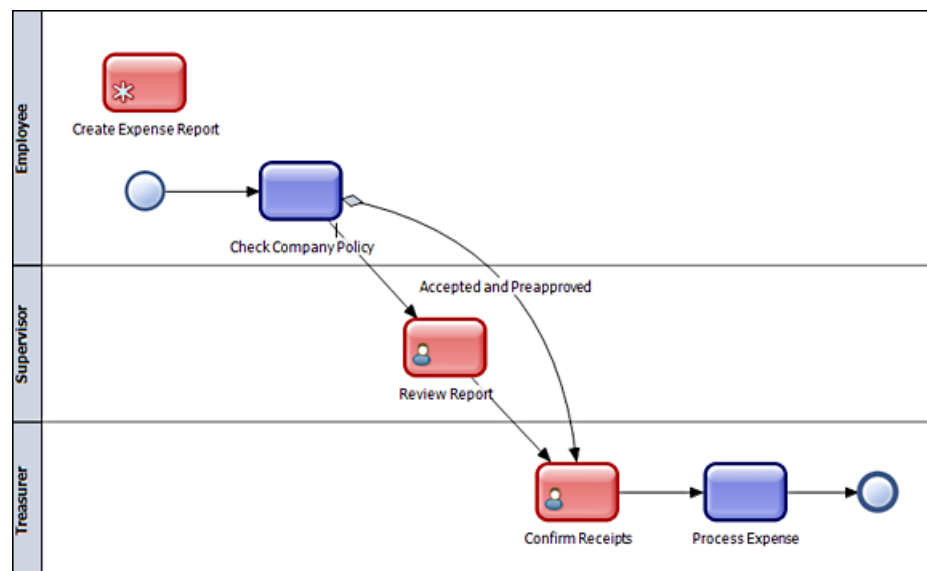 Employee
Create Expense Report
Check Company Policy
Accepted and Preapproved
Supervisor
Review Report
Treasurer
Confirm Receipts
Process Expense